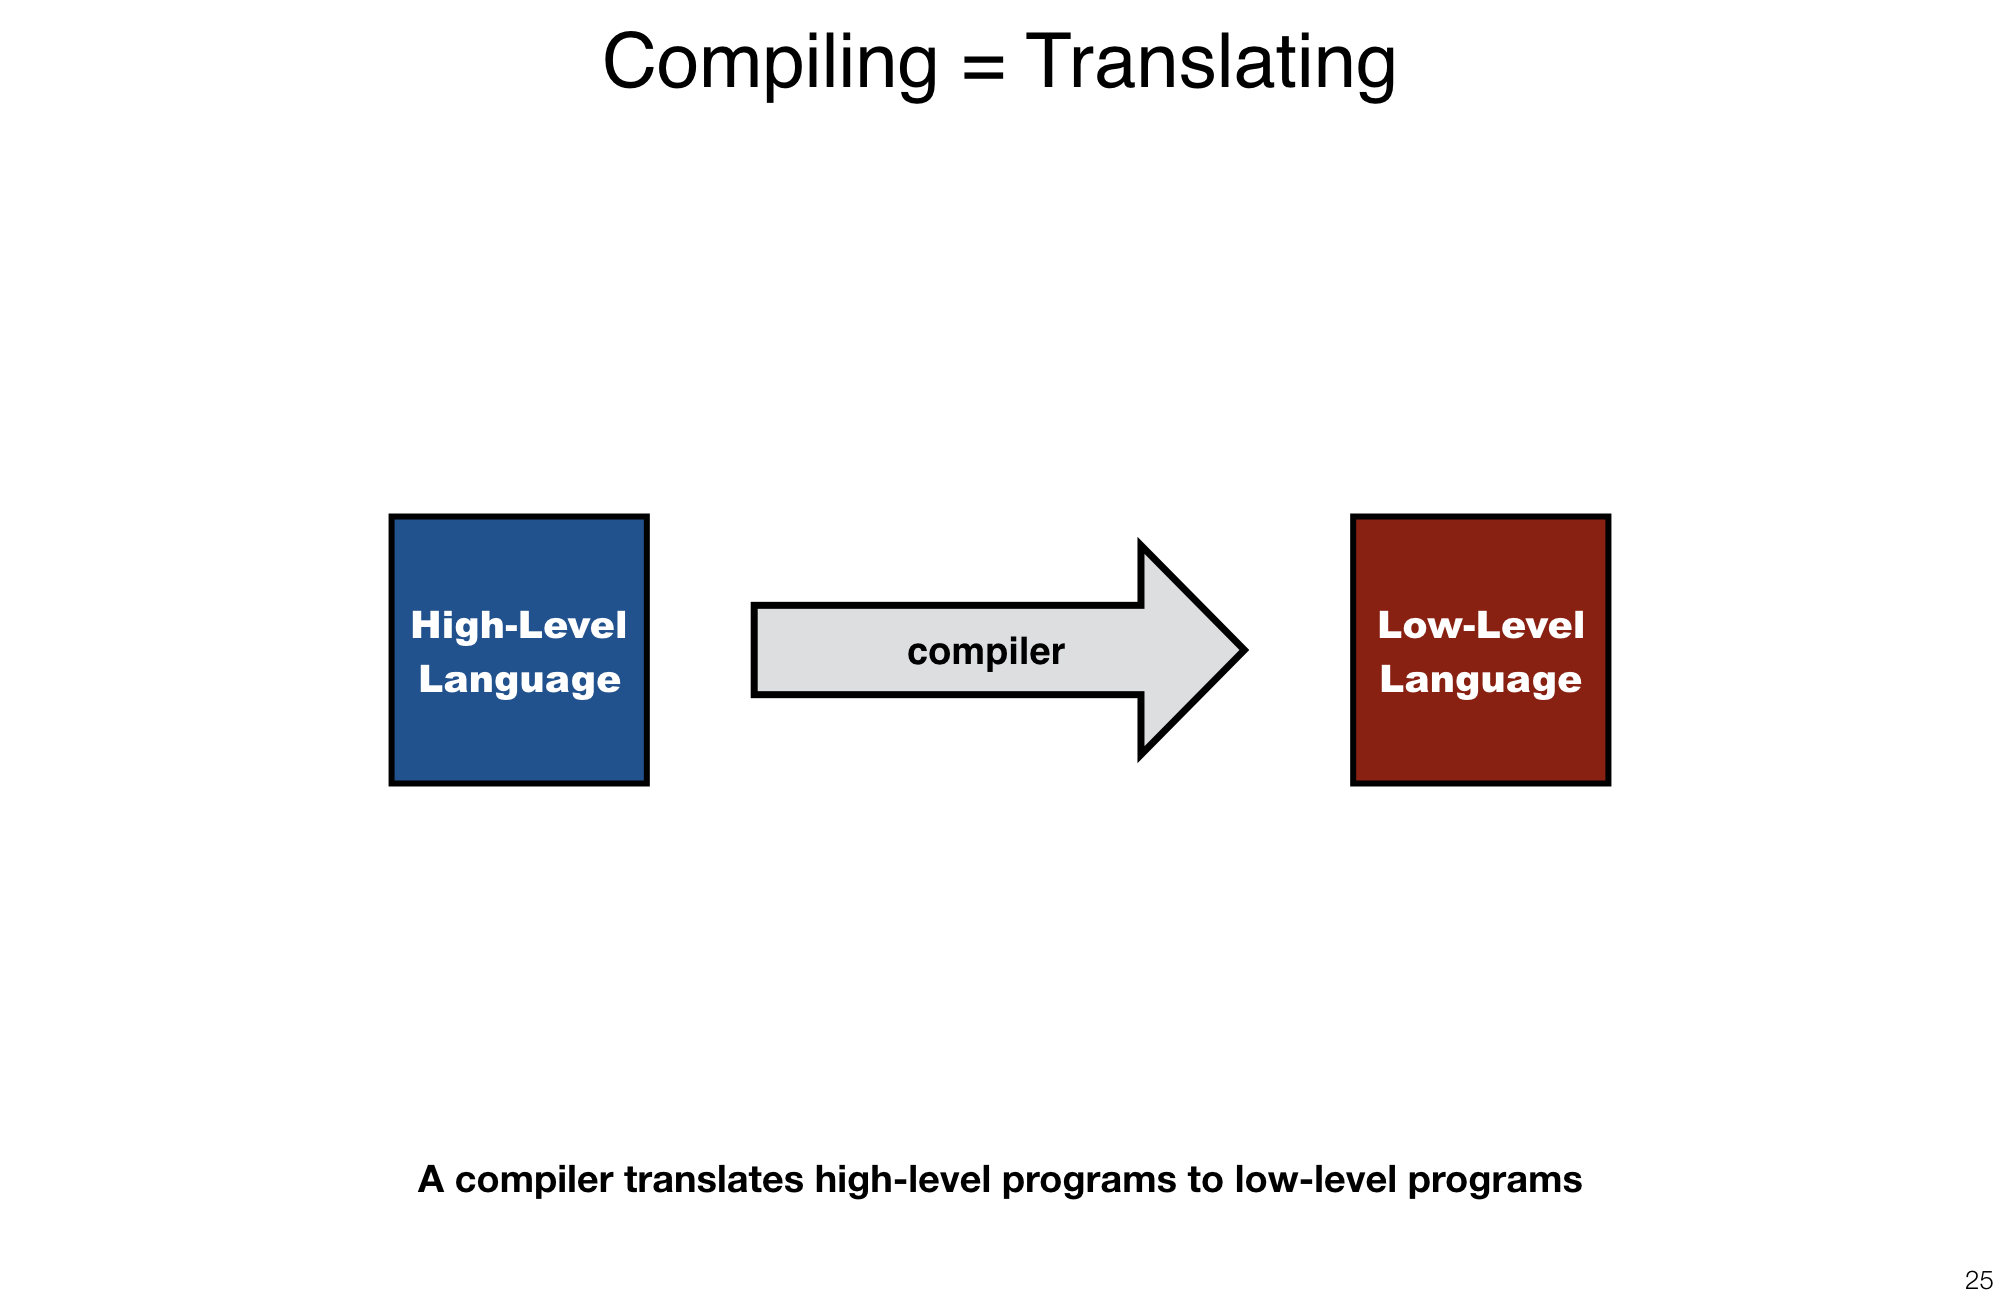 Compiling = Translating
High-Level
Language
compiler
Low-Level
Language
A compiler translates high-level programs to low-level programs
25